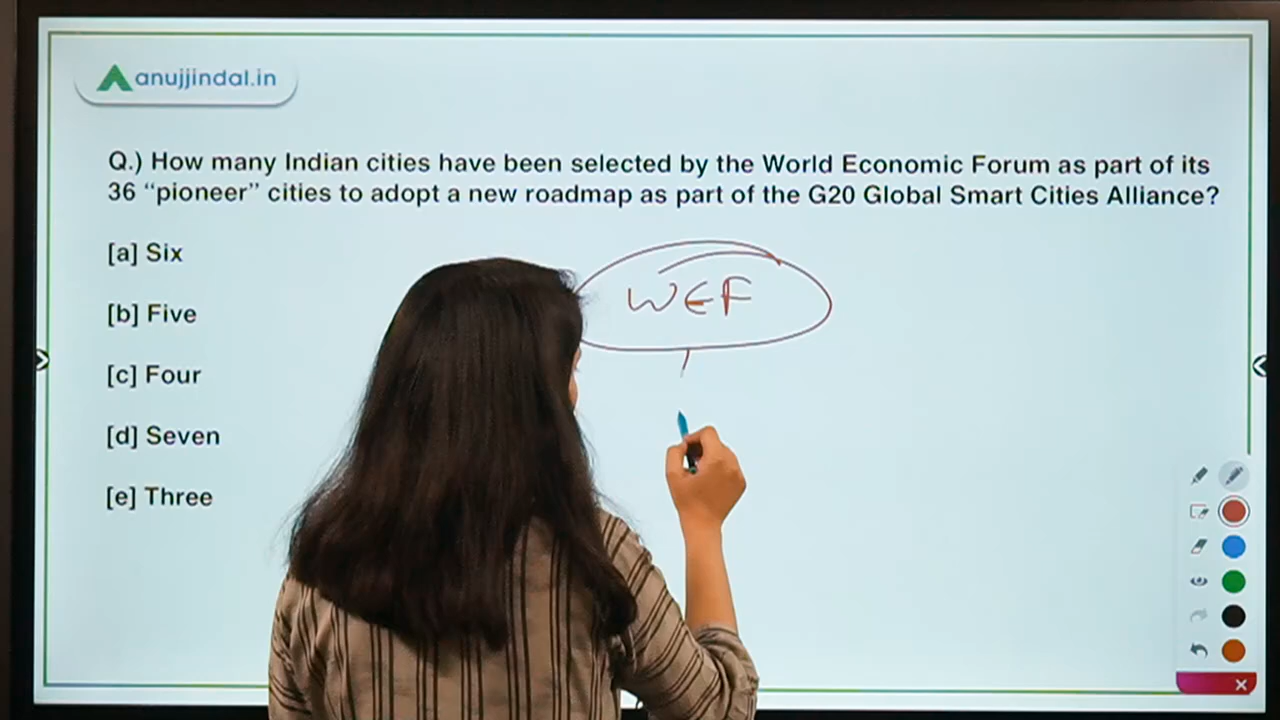 anujjindal.in
Q.) How many Indian cities have been selected by the World Economic Forum as part of its
36 “pioneer” cities to adopt a new roadmap as part of the G20 Global Smart Cities Alliance?
[a] Six
WEF
[b] Five
[c] Four
[d] Seven
[e] Three